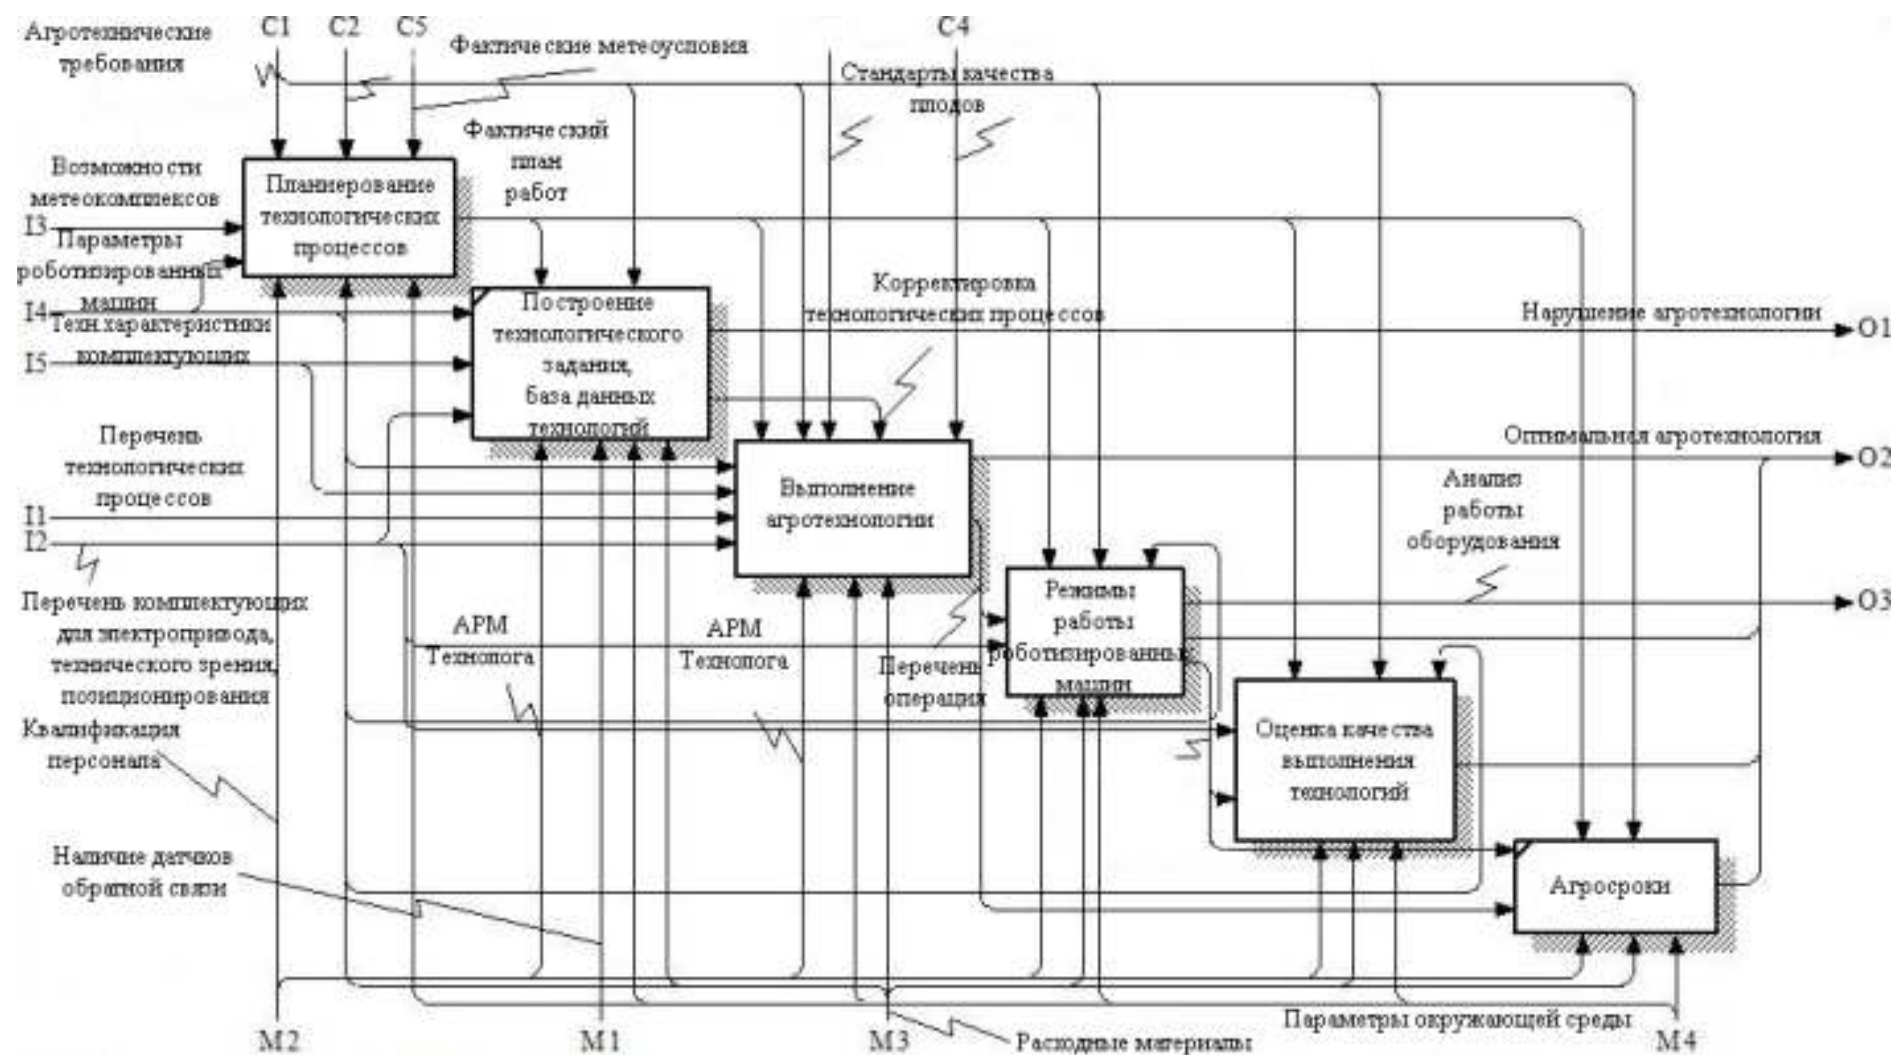 Агротехнические
требования
C1
C2
C5
Фактические метеоусловия
C4
Стандарты качества
плодов
Фактический
план
работ
Возможности
метеокомплексов
I3
Параметры
роботизированных
машин
I4
Техн характеристики
комплектующих
I5
Планиерование
технологических
процессов
Построение
технологического
задания,
база данных
технологий
Корректировка
технологических процессов
Нарушение агротехнологии
O1
Перечень
технологических
процессов
I1
I2
Выполнение
агротехнологии
Оптимальная агротехнология
O2
Анализ
работы
оборудования
O3
Перечень комплектующих
для электропривода,
технического зрения,
позиционирования
АРМ
Технолога
АРМ
Технолога
Перечень
операция
Режимы
работы
роботизированных
машин
Квалификация
персонала
Оценка качества
выполнения
технологий
Наличие датчков
обратной связи
Агросроки
Параметры окружающей среды
M2
M1
M3
Расходные материалы
M4